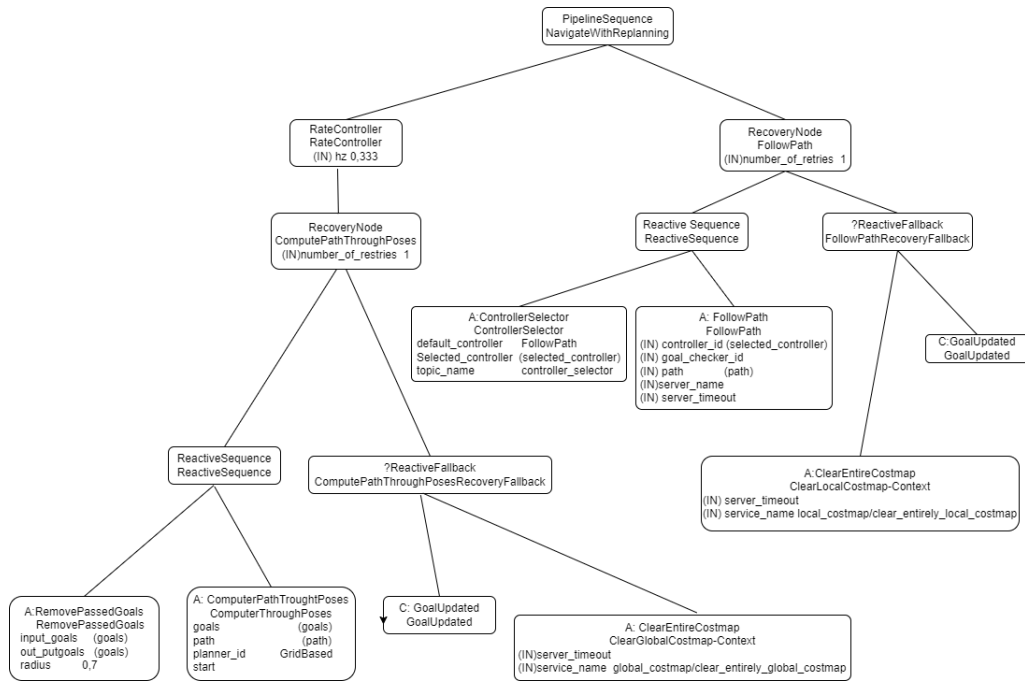 PipelineSequence
NavigateWithReplanning
RateController
RateController
(IN) hz 0,333
RecoveryNode
FollowPath
(IN)number_of_retries 1
RecoveryNode
ComputePathThroughPoses
(IN)number_of_restries 1
Reactive Sequence
ReactiveSequence
?ReactiveFallback
FollowPathRecoveryFallback
A:ControllerSelector
ControllerSelector
default_controller FollowPath
Selected_controller (selected_controller)
topic_name controller_selector
A: FollowPath
FollowPath
(IN) controller_id (selected_controller)
(IN) goal_checker_id
(IN) path (path)
(IN)server_name
(IN) server_timeout
C:GoalUpdated
GoalUpdated
ReactiveSequence
ReactiveSequence
?ReactiveFallback
ComputePathThroughPosesRecoveryFallback
A:ClearEntireCostmap
ClearLocalCostmap-Context
(IN) server_timeout
(IN) service_name local_costmap/clear_entirely_local_costmap
A:RemovePassedGoals
RemovePassedGoals
input_goals (goals)
out_putgoals (goals)
radius 0,7
A: ComputerPathTroughtPoses
ComputerThroughPoses
goals (goals)
path (path)
planner_id GridBased
start
C: GoalUpdated
GoalUpdated
A: ClearEntireCostmap
ClearGlobalCostmap-Context
(IN)server_timeout
(IN)service_name global_costmap/clear_entirely_global_costmap